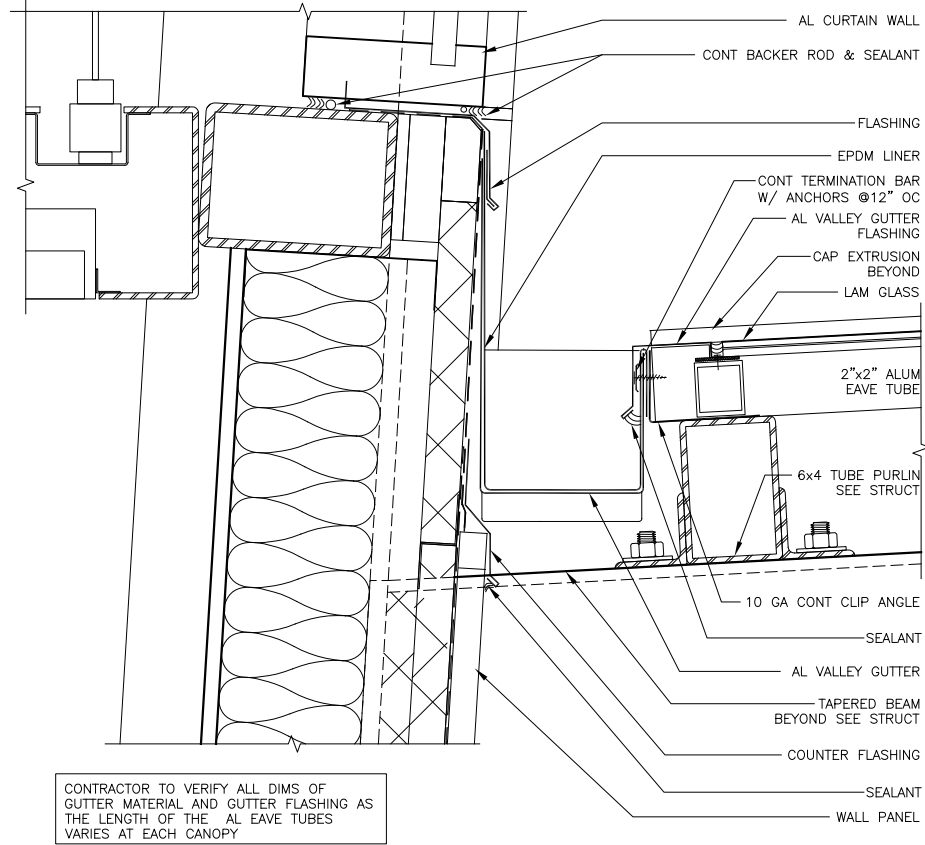 AL CURTAIN WALL
CONT BACKER ROD & SEALANT
FLASHING
EPDM LINER
CONT TERMINATION BAR
W/ ANCHORS @12" OC
AL VALLEY GUTTER
FLASHING
CAP EXTRUSION
BEYOND
LAM GLASS
2"x2" ALUM
EAVE TUBE
6x4 TUBE PURLIN
SEE STRUCT
10 GA CONT CLIP ANGLE
SEALANT
AL VALLEY GUTTER
TAPERED BEAM
BEYOND SEE STRUCT
COUNTER FLASHING
SEALANT
WALL PANEL
CONTRACTOR TO VERIFY ALL DIMS OF
GUTTER MATERIAL AND GUTTER FLASHING AS
THE LENGTH OF THE AL EAVE TUBES
VARIES AT EACH CANOPY